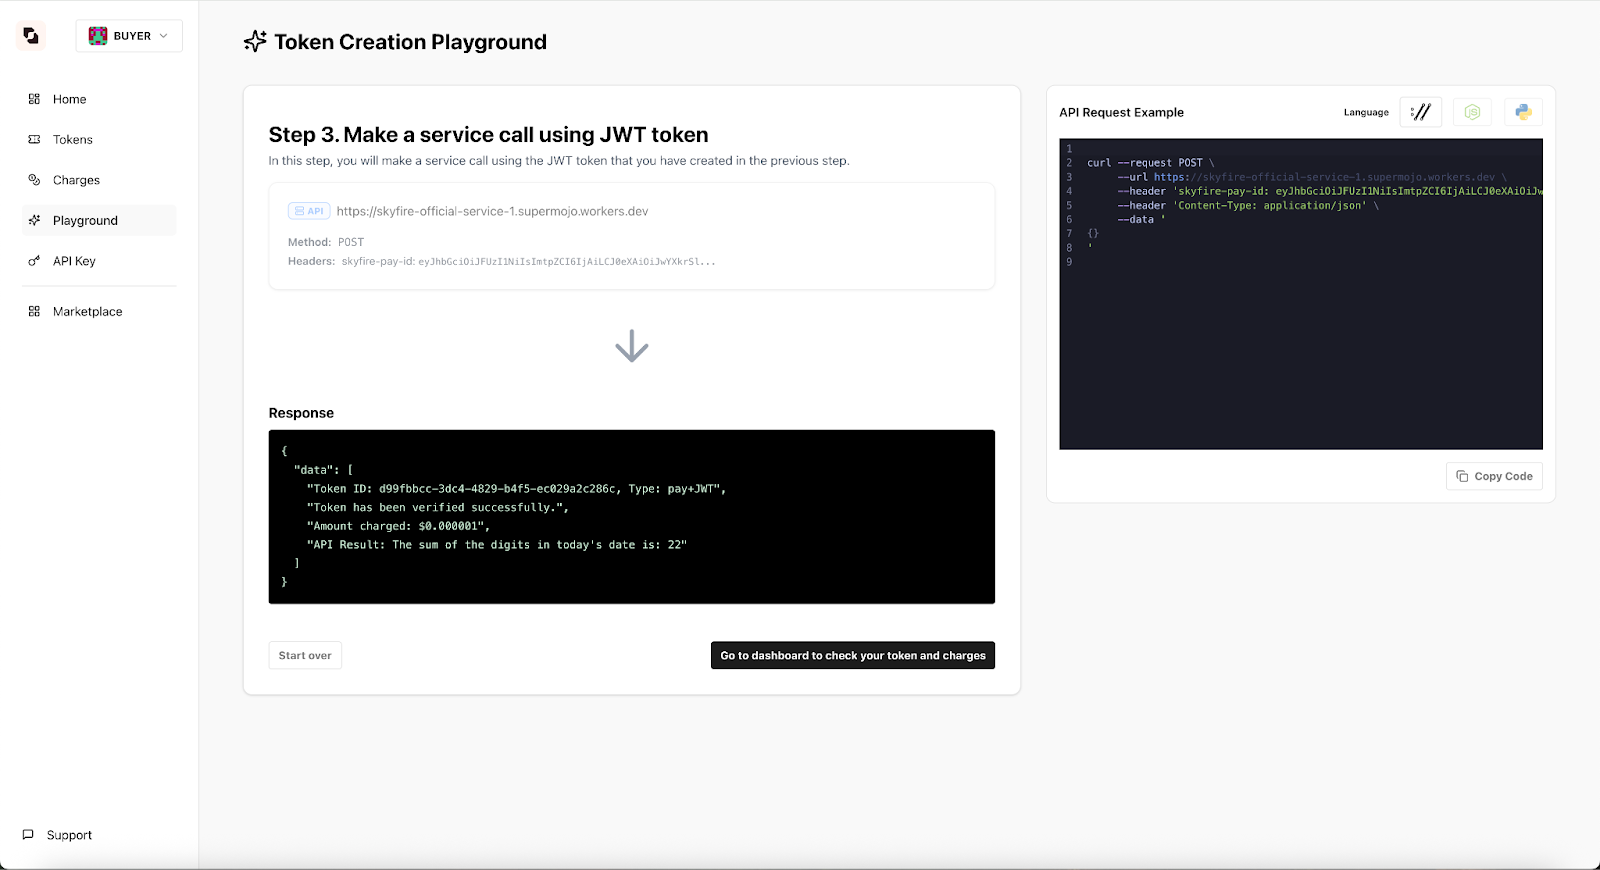 BUYER
Home
Tokens
Charges
Playground
API Key
Marketplace
Support
Token Creation Playground
Step 3. Make a service call using JWT token
In this step, you will make a service call using the JWT token that you have created in the previous step.
API https://skyfire-official-service-1.supermojo.workers.dev
Method: POST
Headers: skyfire-pay-id: eyJhbGciOiJFUzI1NiIsImtpZCI6IjAiLCJ0eXAiOiJwYXkrSl...
Response
{
"data": [
"Token ID: d99fbbcc-3dc4-4829-b4f5-ec029a2c286c, Type: pay+JWT",
"Token has been verified successfully.",
"Amount charged: $0.000001",
"API Result: The sum of the digits in today's date is: 22"
]
}
Start over
Go to dashboard to check your token and charges
API Request Example
Language
1
2 curl --request POST \
3 --url https://skyfire-official-service-1.supermojo.workers.dev \
4 --header 'skyfire-pay-id: eyJhbGciOiJFUzI1NiIsImtpZCI6IjAiLCJ0eXAiOiJw
5 --header 'Content-Type: application/json' \
6 --data '
7 {}
8 '
9
Copy Code